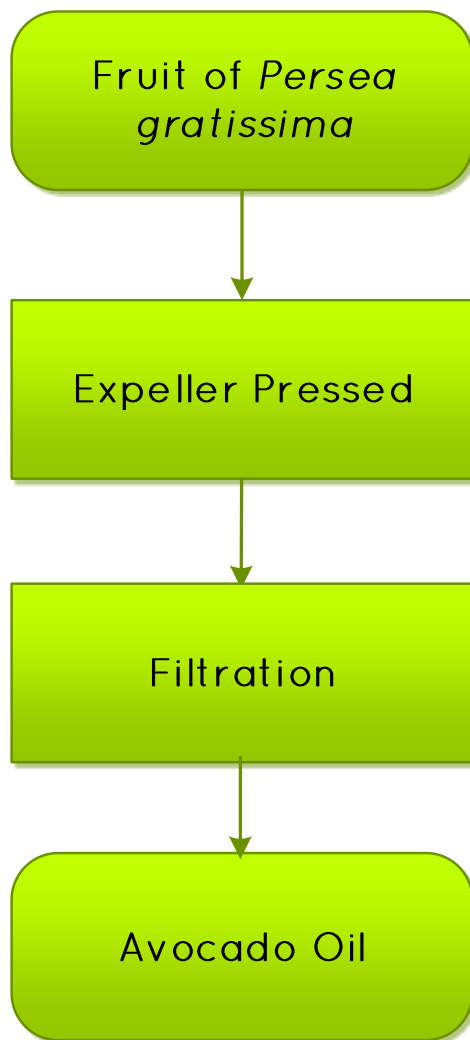 Fruit of Persea
gratissima
Expeller Pressed
Filtration
Avocado Oil